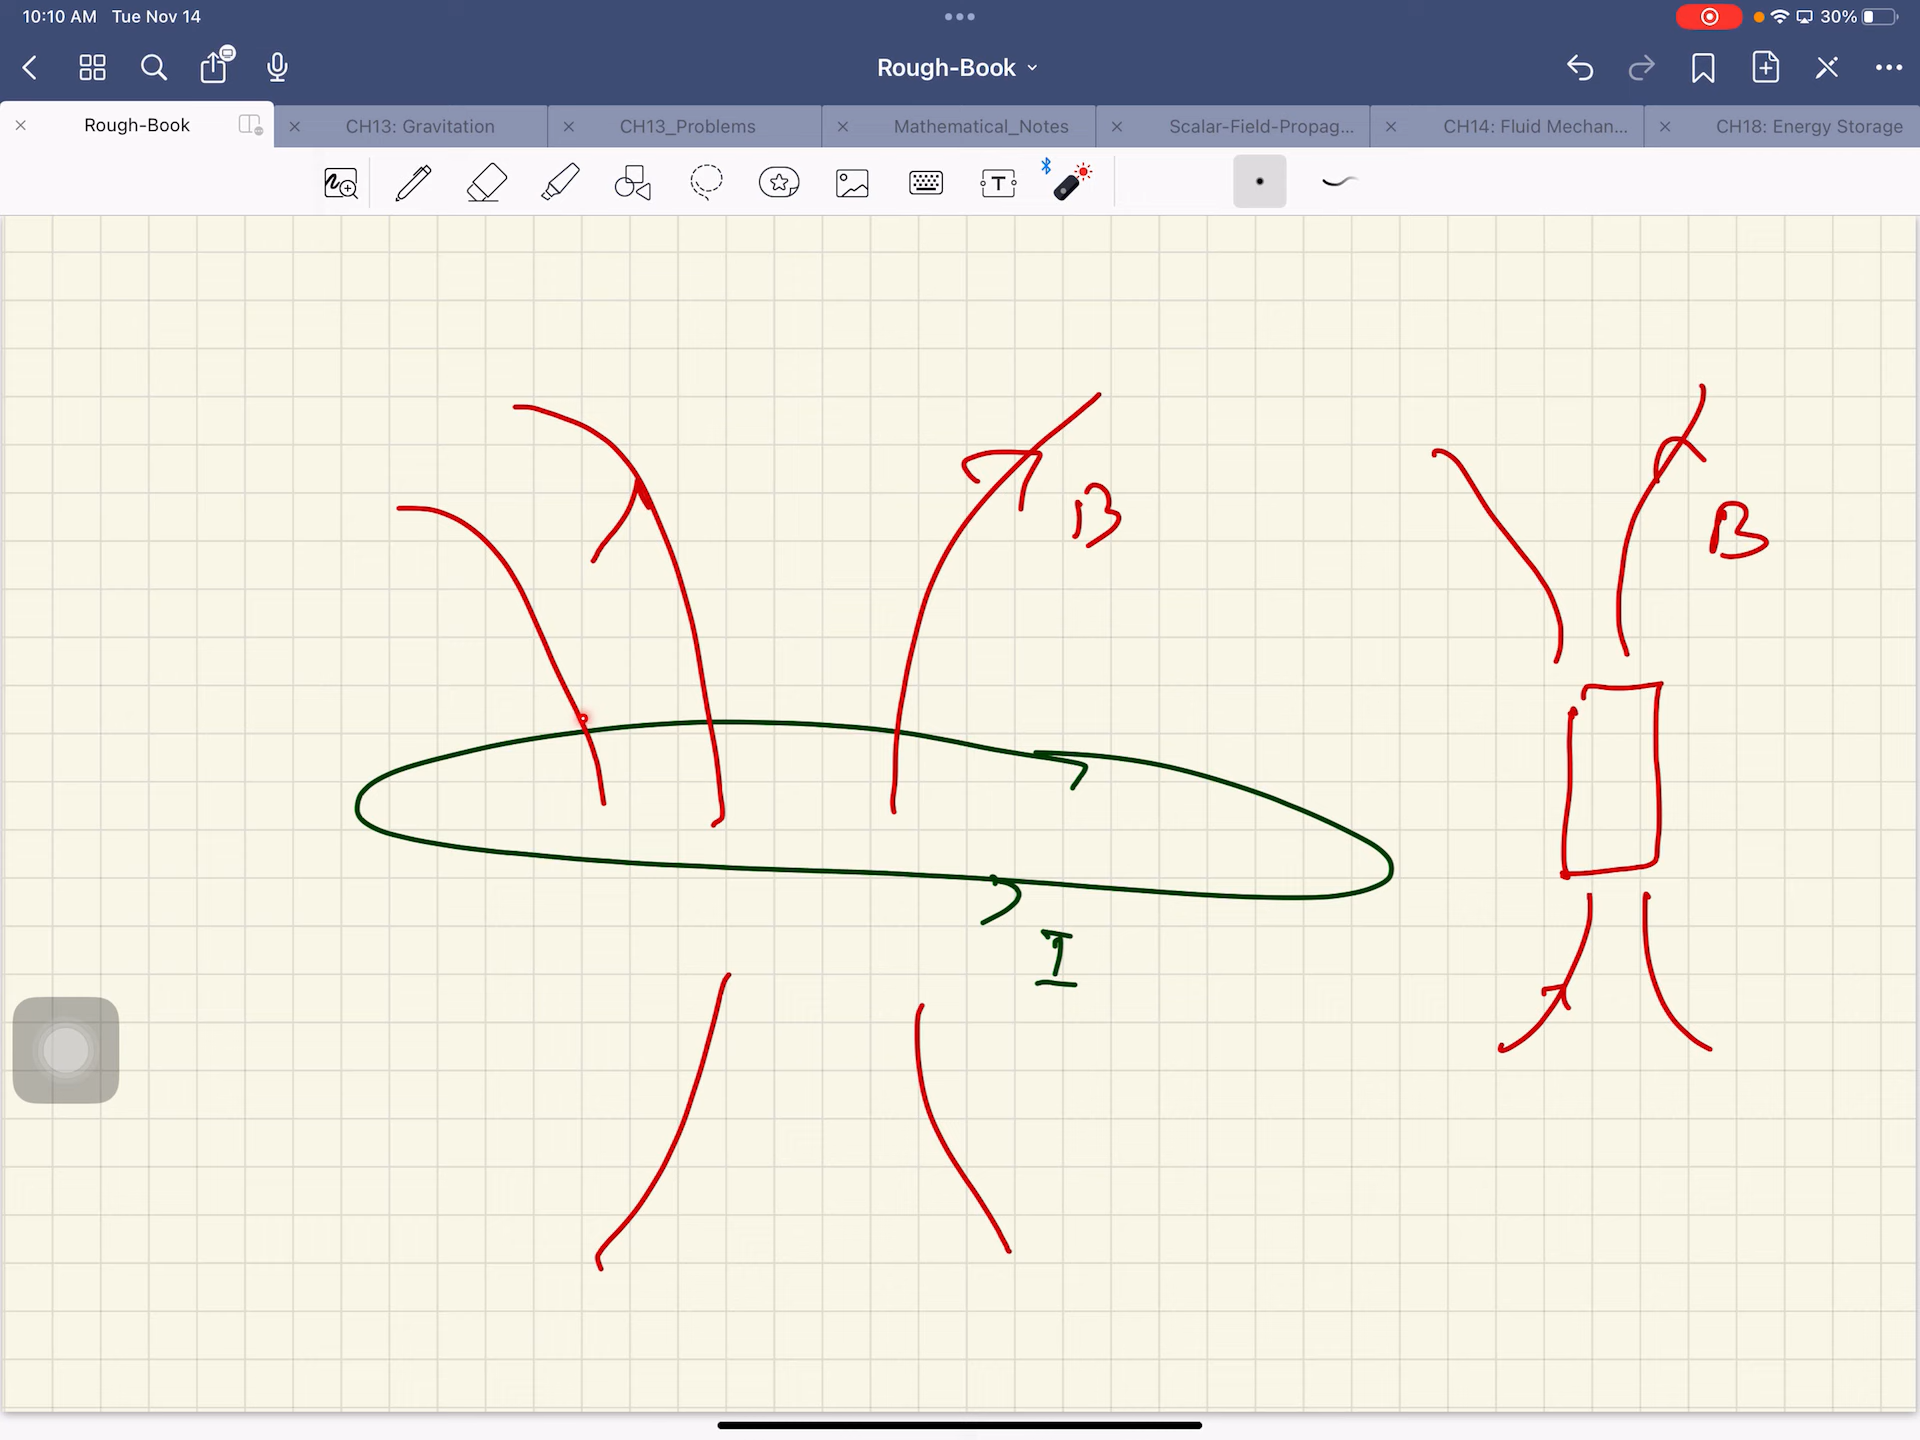 10:10 AM Tue Nov 14
30%
Rough-Book
Rough-Book
CH13: Gravitation
CH13_Problems
Mathematical_Notes
Scalar-Field-Propag...
CH14: Fluid Mechan...
CH18: Energy Storage
T
B
B
I